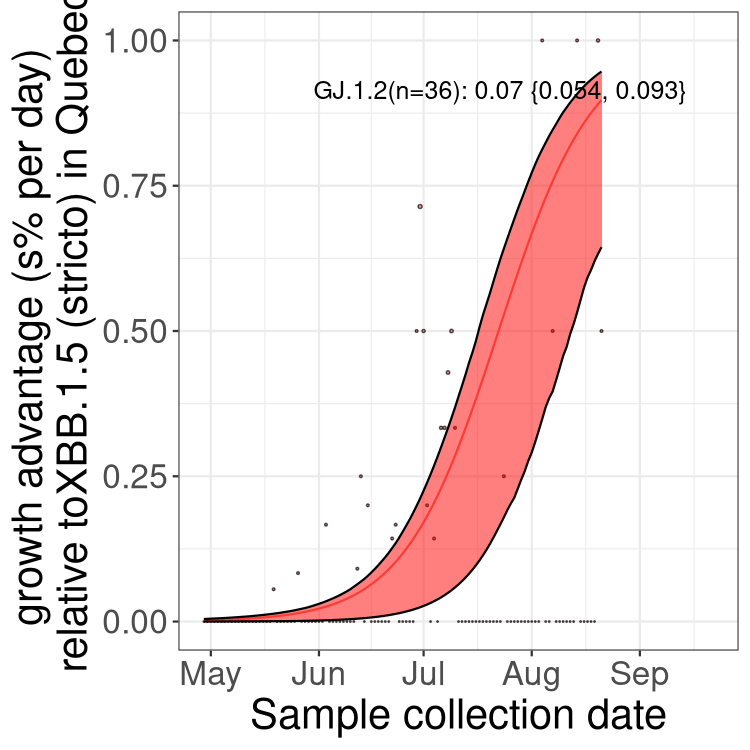 growth advantage (s% per day)
relative toXBB.1.5 (stricto) in Quebec
1.00
0.75
0.50
0.25
0.00
GJ.1.2(n=36): 0.07 {0.054, 0.093}
May Jun Jul Aug Sep
Sample collection date